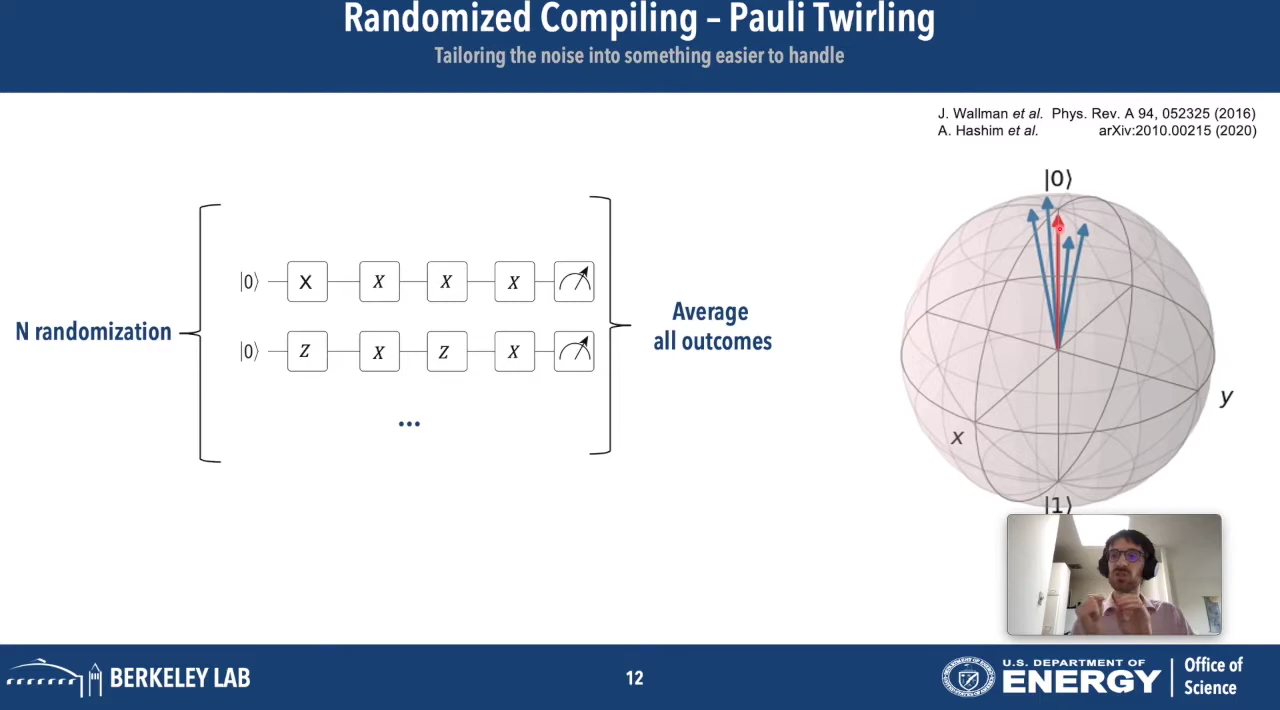 Randomized Compiling – Pauli Twirling
Tailoring the noise into something easier to handle
J. Wallman et al. Phys. Rev. A 94, 052325 (2016)
A. Hashim et al. arXiv:2010.00215 (2020)
N randomization
|0⟩ X X X X
|0⟩ Z X Z X
...
Average
all outcomes
|0⟩
y
x
|1⟩
BERKELEY LAB
12
U.S. DEPARTMENT OF
ENERGY
Office of
Science